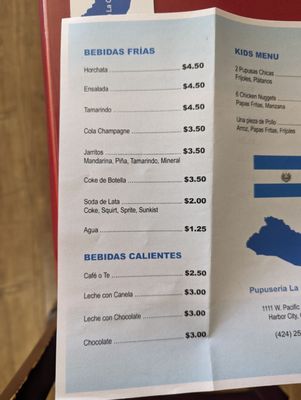 La C
BEBIDAS FRÍAS
Horchata $4.50
Ensalada $4.50
Tamarindo $4.50
Cola Champagne $3.50
Jarritos $3.50
Mandarina, Piña, Tamarindo, Mineral
Coke de Botella $3.50
Soda de Lata $2.00
Coke, Squirt, Sprite, Sunkist
Agua $1.25
BEBIDAS CALIENTES
Café o Te $2.50
Leche con Canela $3.00
Leche con Chocolate $3.00
Chocolate $3.00
KIDS MENU
2 Pupusas Chicas
Frijoles, Plátanos
6 Chicken Nuggets
Papas Fritas, Manzana
Una pieza de Pollo
Arroz, Papas Fritas, Frijoles
Pupuseria La
1111 W. Pacific
Harbor City,
(424) 25